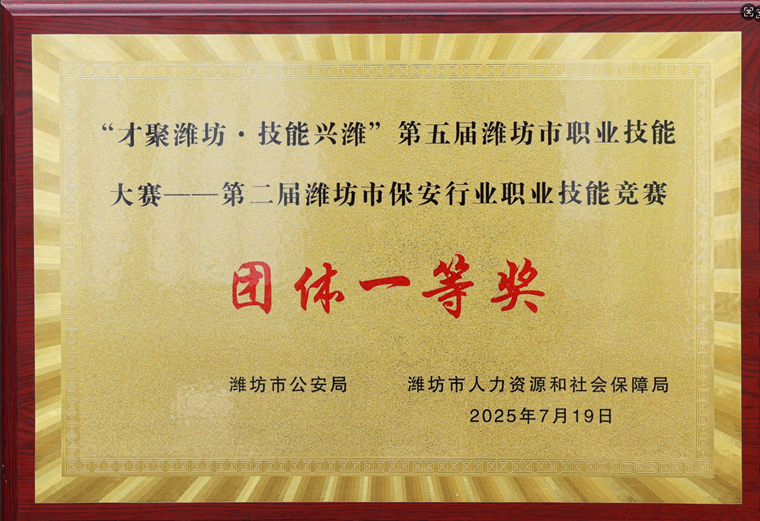 “才聚潍坊·技能兴潍”第五届潍坊市职业技能
大赛——第二届潍坊市保安行业职业技能竞赛
团体一等奖
潍坊市公安局 潍坊市人力资源和社会保障局
2025年7月19日